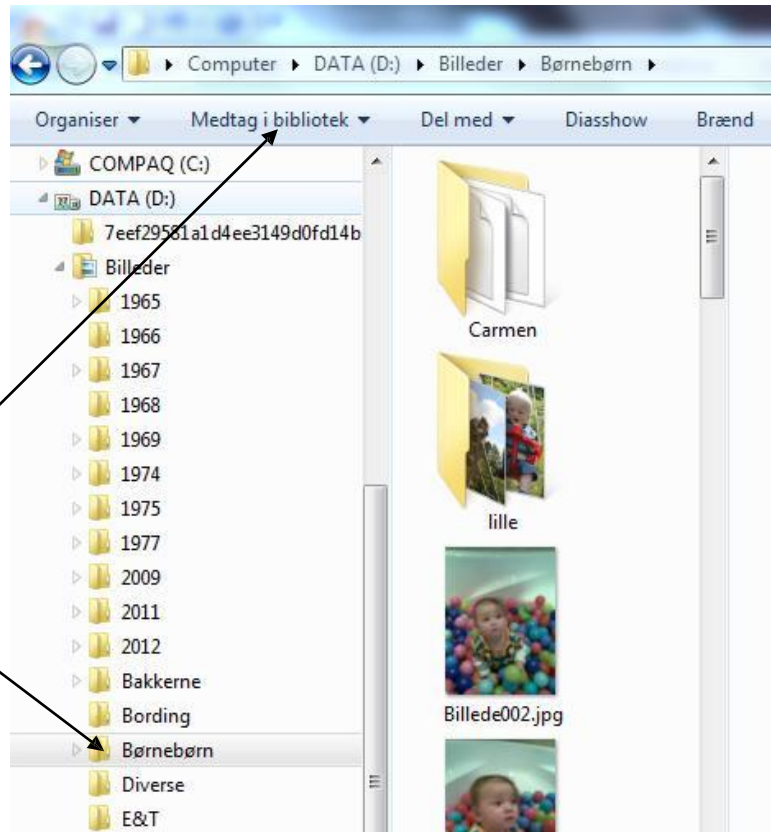 Computer ▸ DATA (D:) ▸ Billeder ▸ Børnebørn ▸
Organiser Medtag i bibliotek Del med Diasshow Brænd
COMPAQ (C:)
DATA (D:)
7eef29581a1d4ee3149d0fd14b
Billeder
1965
1966
1967
1968
1969
1974
1975
1977
2009
2011
2012
Bakkerne
Bording
Børnebørn
Diverse
E&T
Carmen
lille
Billede002.jpg